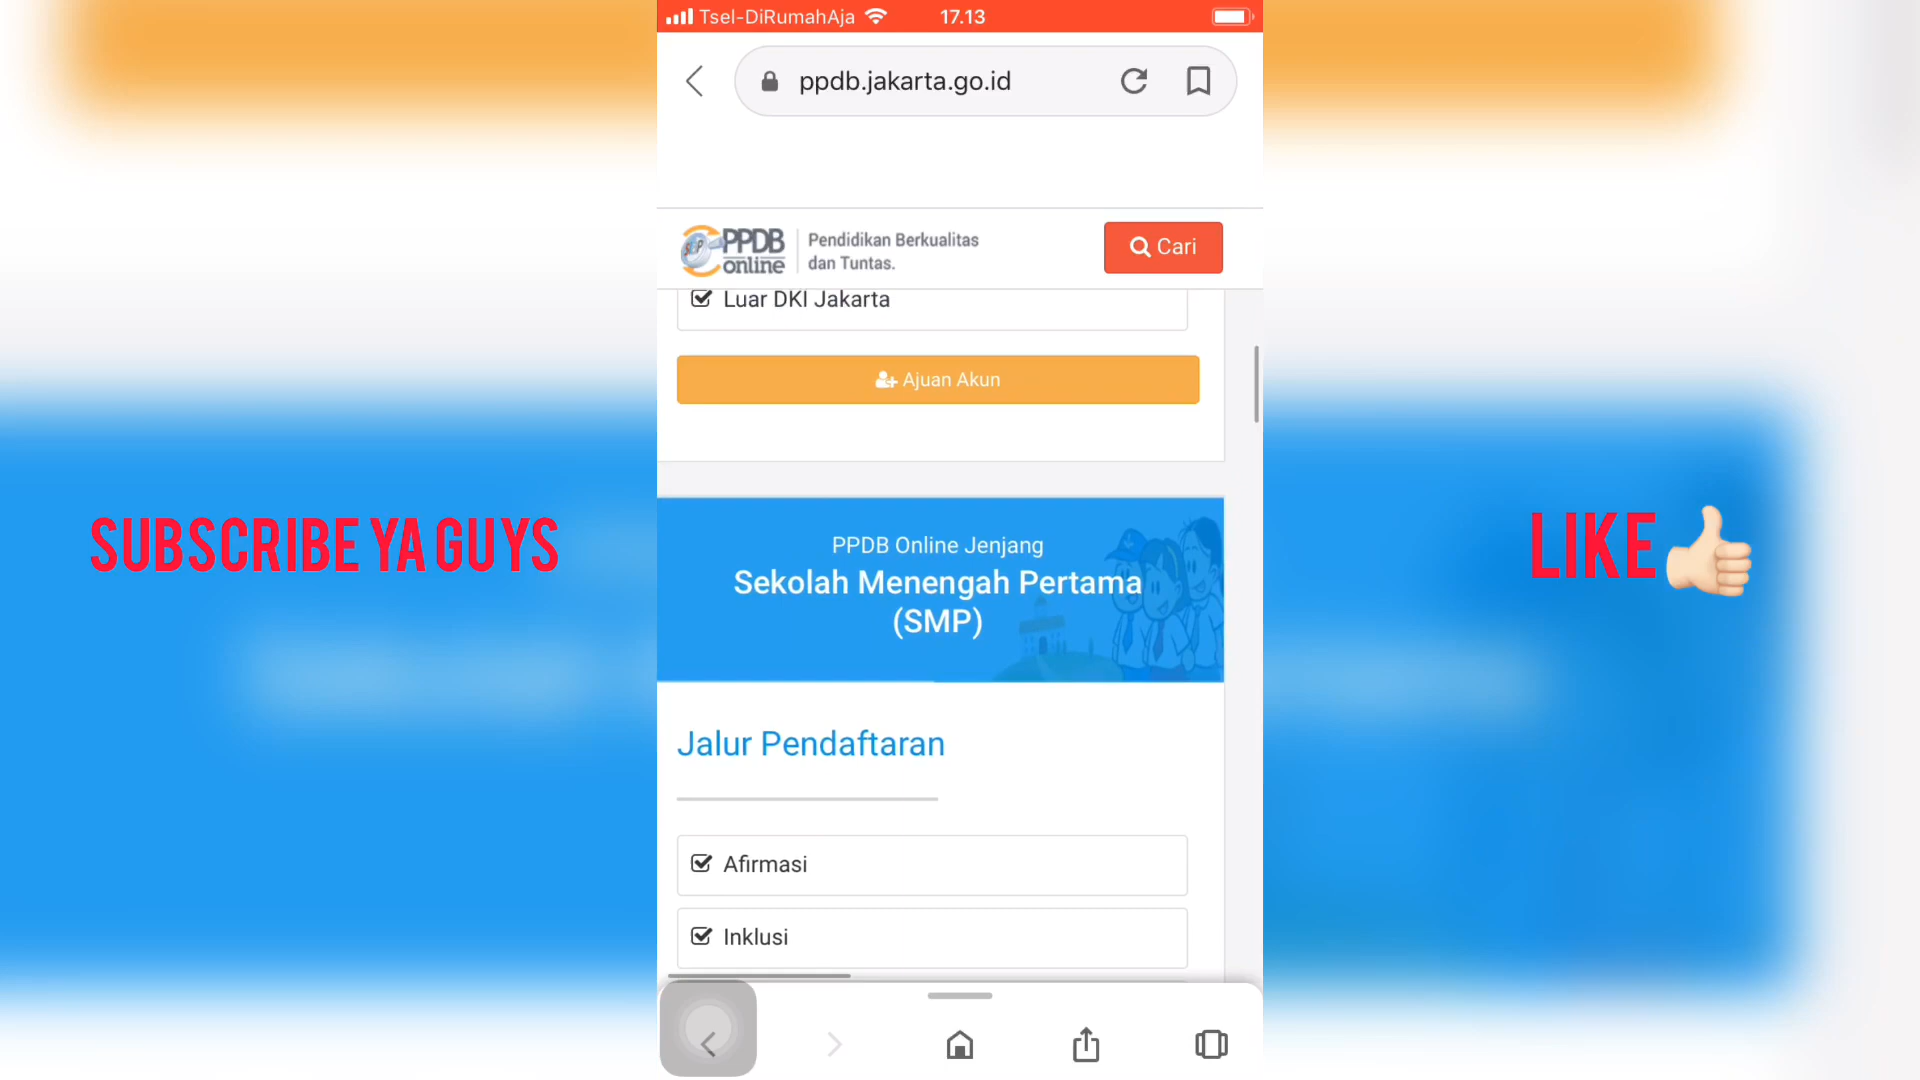 Tsel-DiRumahAja 17.13
ppdb.jakarta.go.id
PPDB
online
Pendidikan Berkualitas
dan Tuntas.
Cari
Luar DKI Jakarta
Ajuan Akun
SUBSCRIBE YA GUYS
LIKE
PPDB Online Jenjang
Sekolah Menengah Pertama
(SMP)
Jalur Pendaftaran
Afirmasi
Inklusi